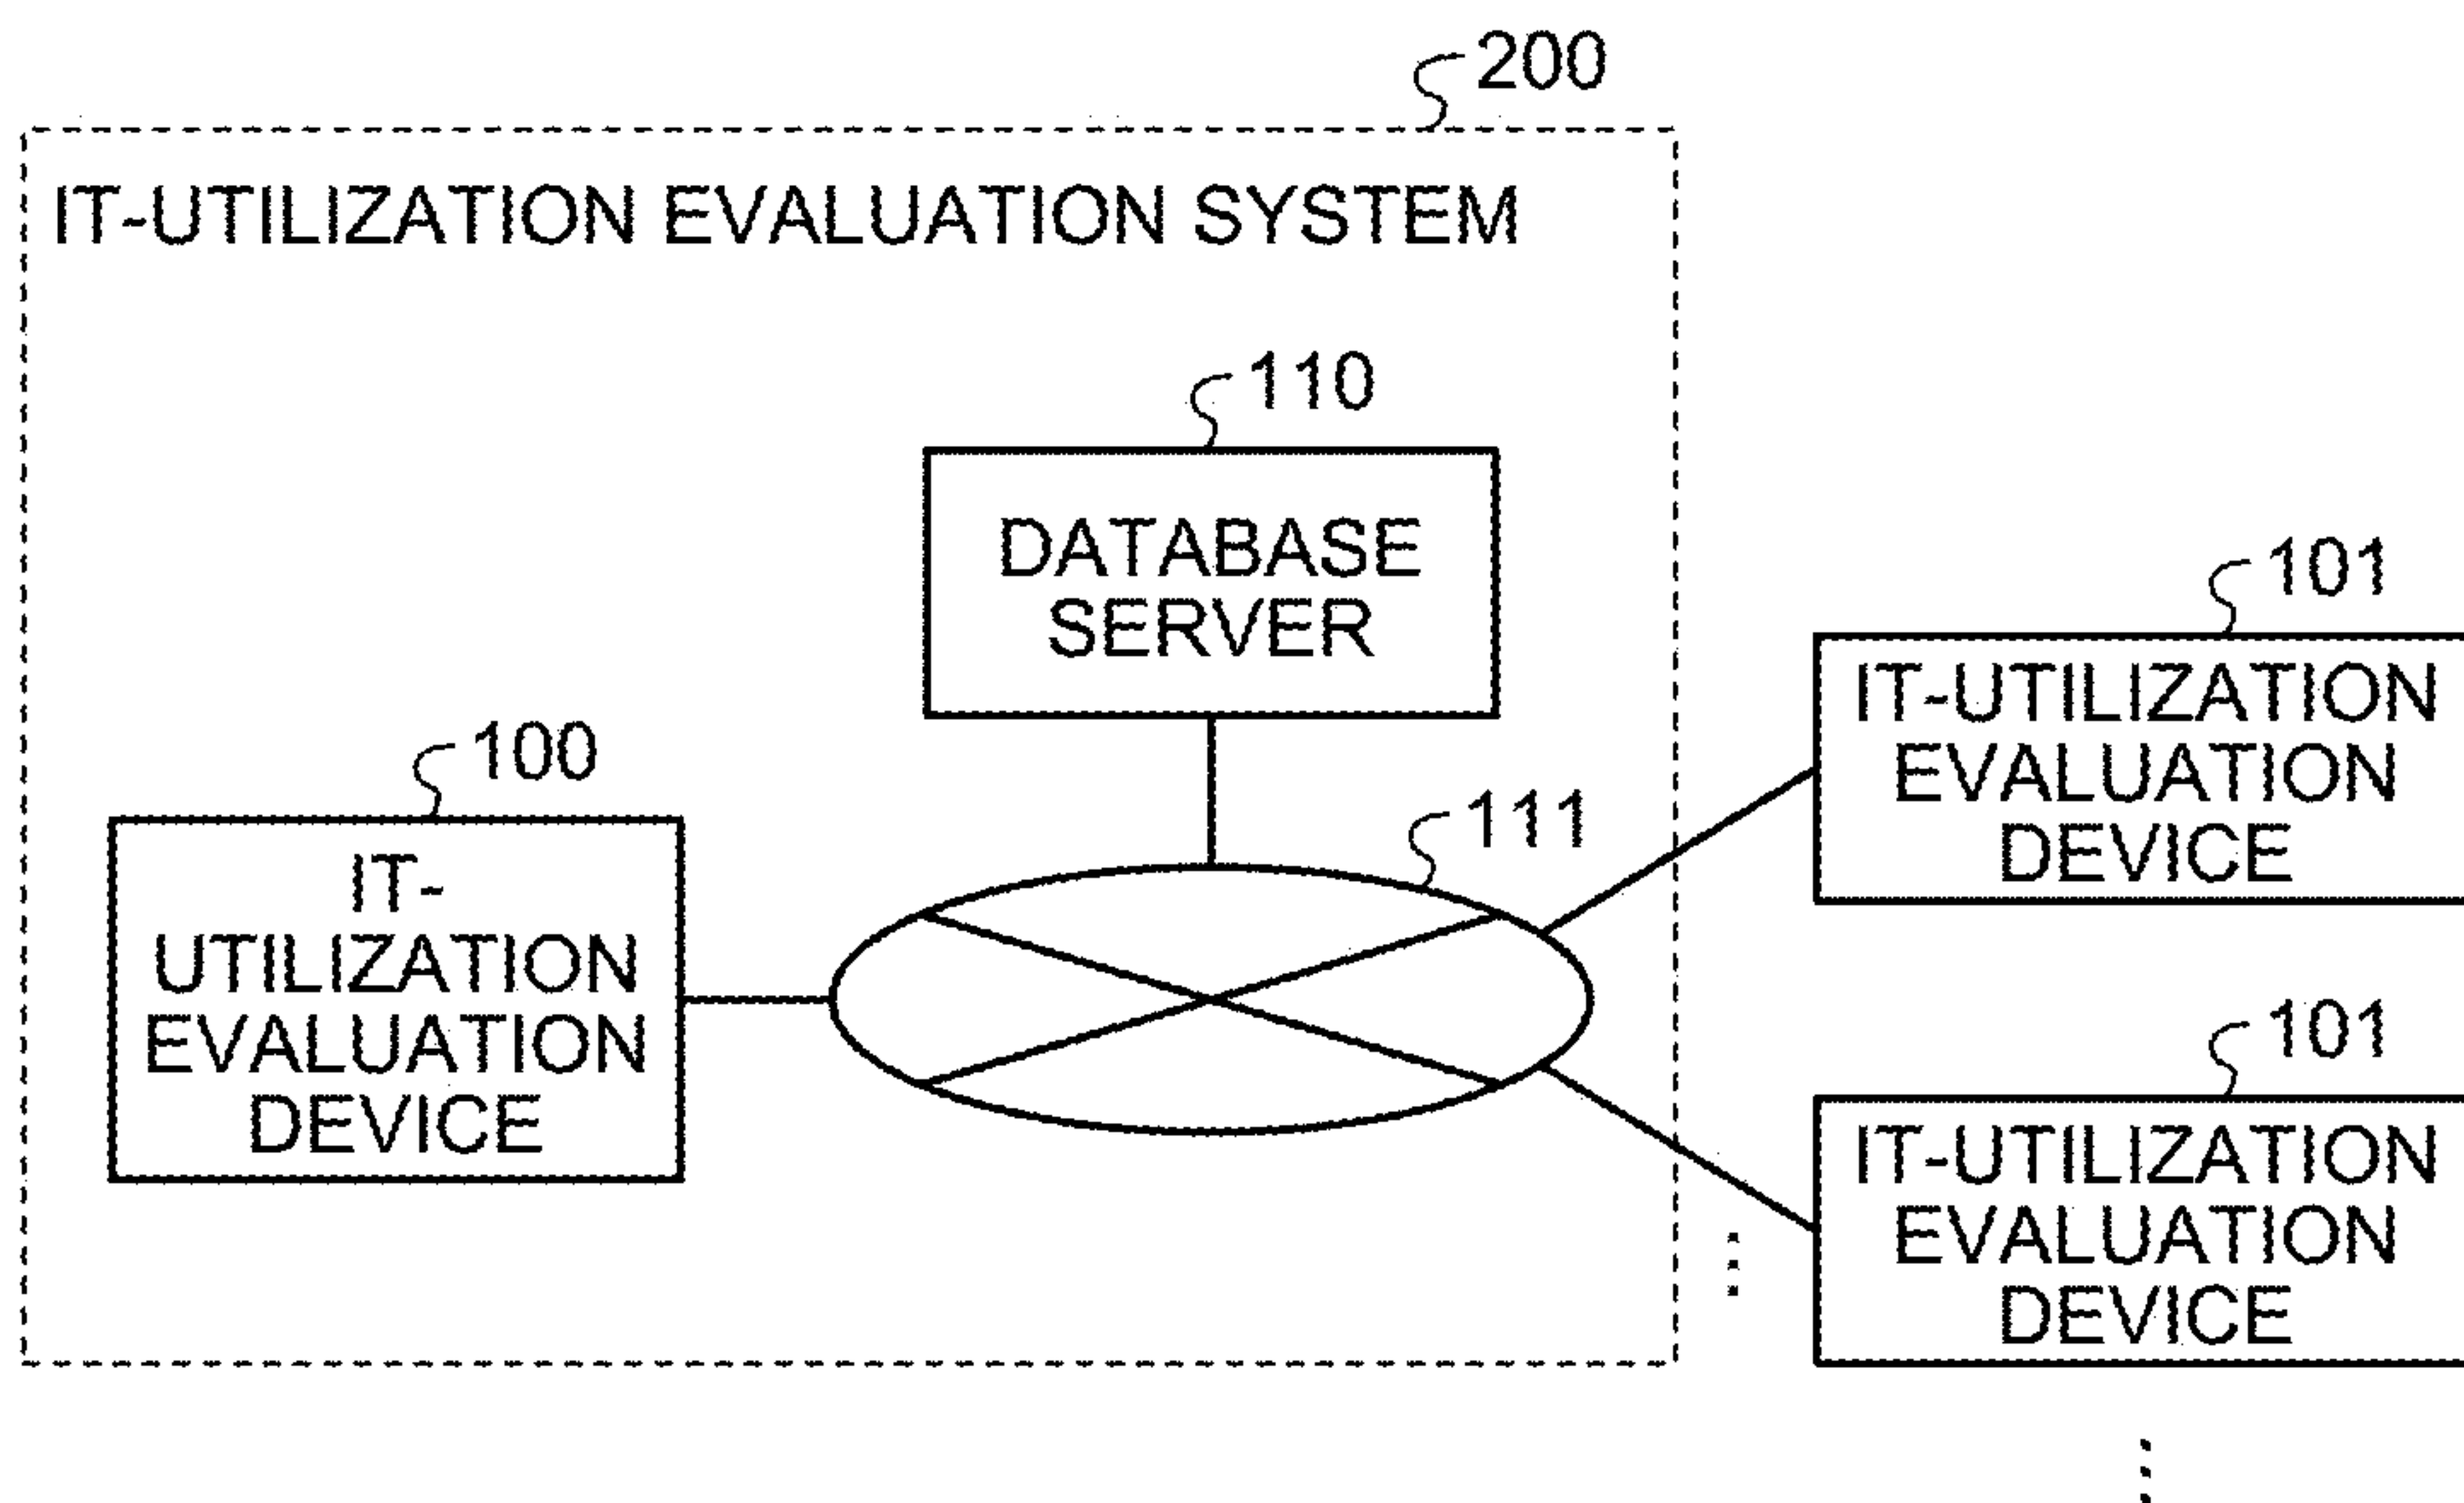 200
IT-UTILIZATION EVALUATION SYSTEM
110
DATABASE
SERVER
101
IT-UTILIZATION
EVALUATION
DEVICE
100
IT-
UTILIZATION
EVALUATION
DEVICE
111
101
IT-UTILIZATION
EVALUATION
DEVICE